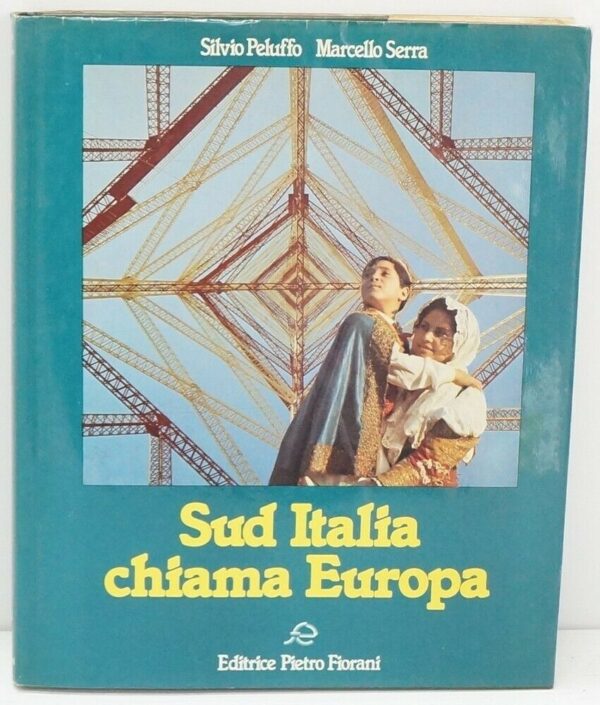 Silvio Peluffo Marcello Serra
Sud Italia
chiama Europa
Editrice Pietro Fiorani